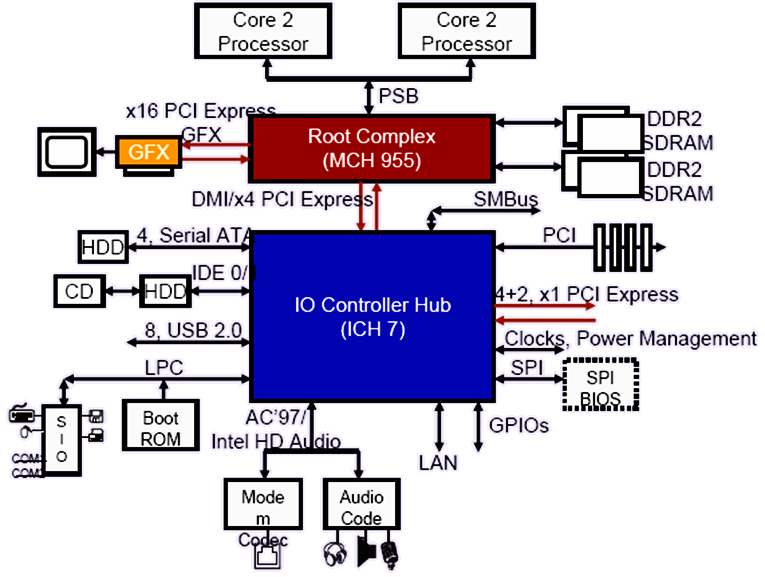 Core 2
Processor
Core 2
Processor
PSB
x16 PCI Express
GFX
GFX
Root Complex
(MCH 955)
DDR2
SDRAM
DDR2
SDRAM
DMI/x4 PCI Express
SMBus
HDD
4, Serial ATA
PCI
CD
HDD
IDE 0/1
IO Controller Hub
(ICH 7)
4+2, x1 PCI Express
8, USB 2.0
Clocks, Power Management
LPC
SPI
SPI
BIOS
S
I
O
COM1
COM2
Boot
ROM
AC'97/
Intel HD Audio
GPIOs
LAN
Mode
m
Codec
Audio
Code